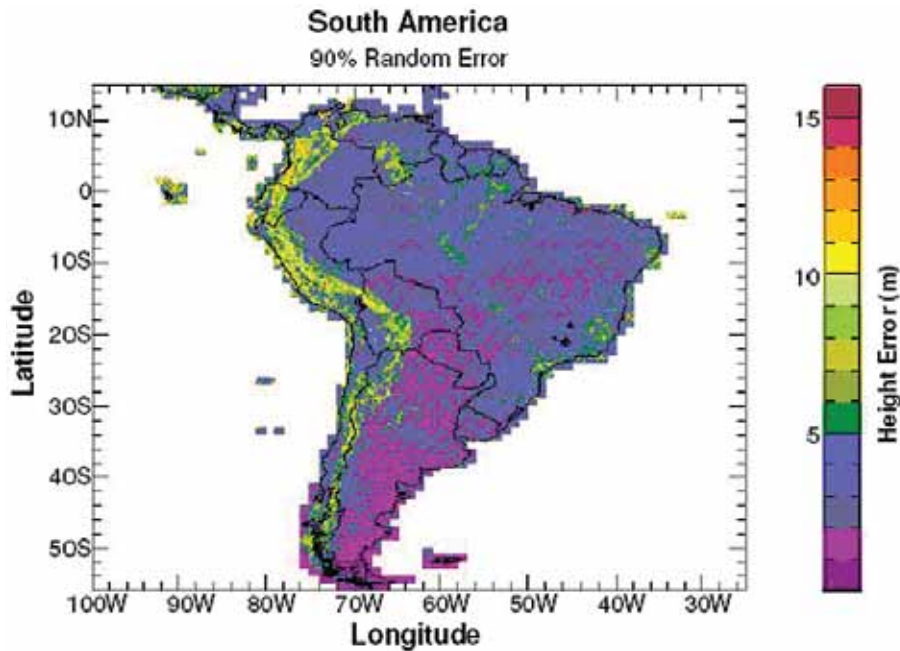 South America
90% Random Error
10N
0
10S
20S
30S
40S
50S
Latitude
100W 90W 80W 70W 60W 50W 40W 30W
Longitude
15
10
5
Height Error (m)